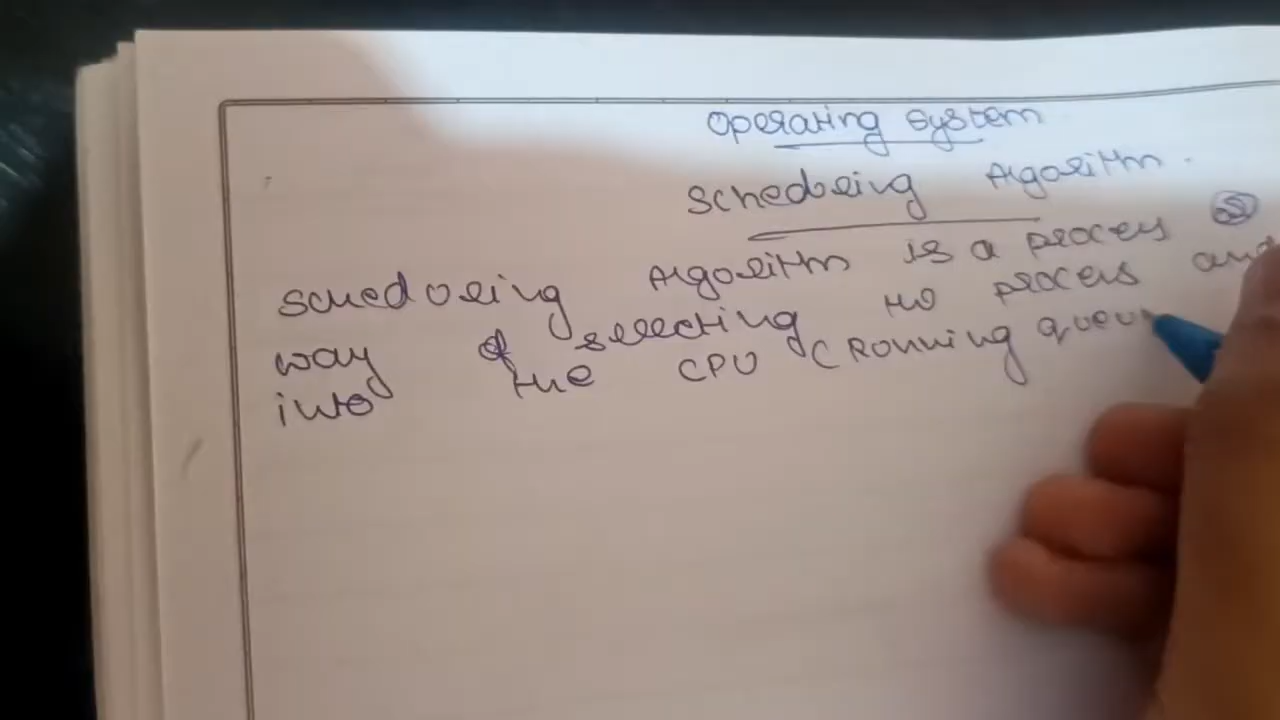 Operating System
Scheduling Algorithm.
Scheduling Algorithm is a process
way of selecting the process and
into the CPU (Running queue